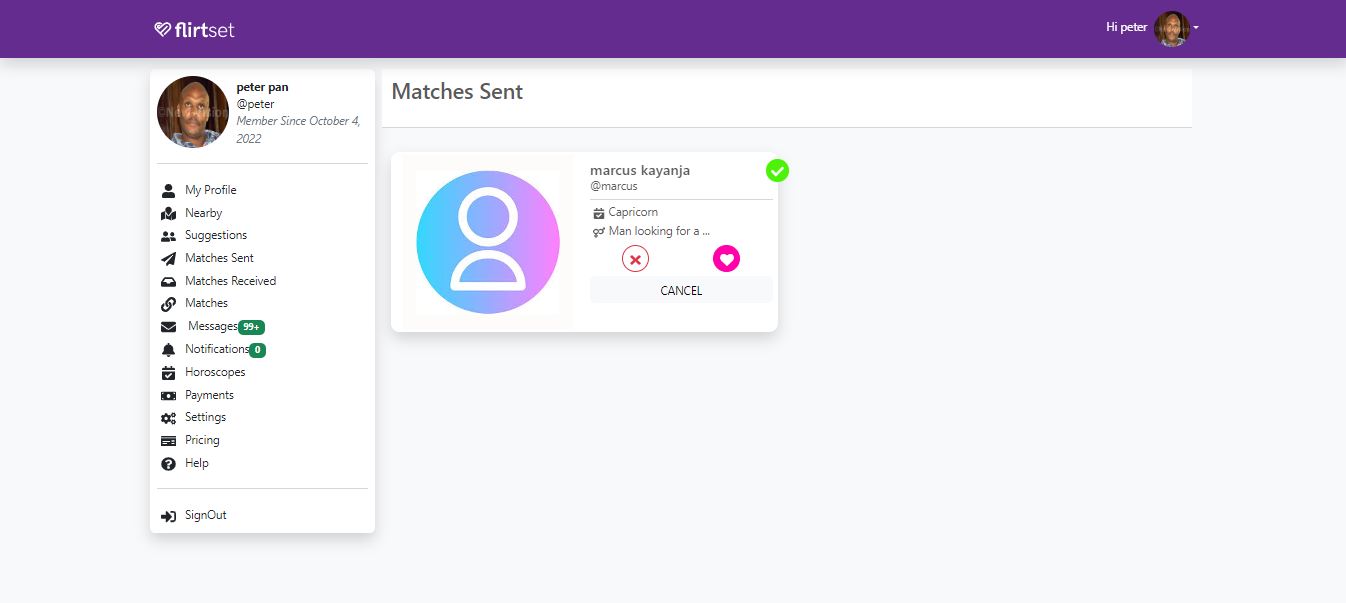 flirtset
Hi peter
peter pan
@peter
Member Since October 4,
2022
My Profile
Nearby
Suggestions
Matches Sent
Matches Received
Matches
Messages 99+
Notifications 0
Horoscopes
Payments
Settings
Pricing
Help
SignOut
Matches Sent
marcus kayanja
@marcus
Capricorn
Man looking for a ...
CANCEL